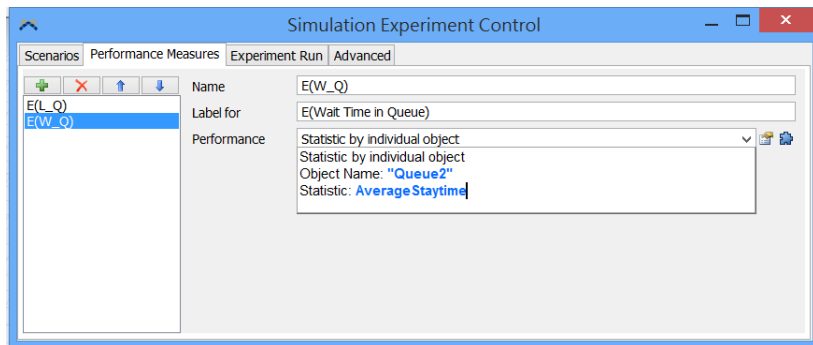 Simulation Experiment Control
Scenarios Performance Measures Experiment Run Advanced
E(L_Q)
E(W_Q)
Name E(W_Q)
Label for E(Wait Time in Queue)
Performance Statistic by individual object
Statistic by individual object
Object Name: "Queue2"
Statistic: AverageStaytime